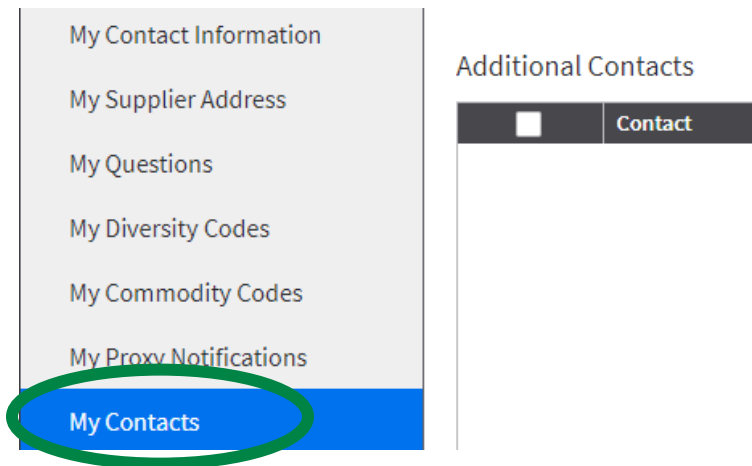 My Contact Information
My Supplier Address
My Questions
My Diversity Codes
My Commodity Codes
My Proxy Notifications
My Contacts
Additional Contacts
Contact